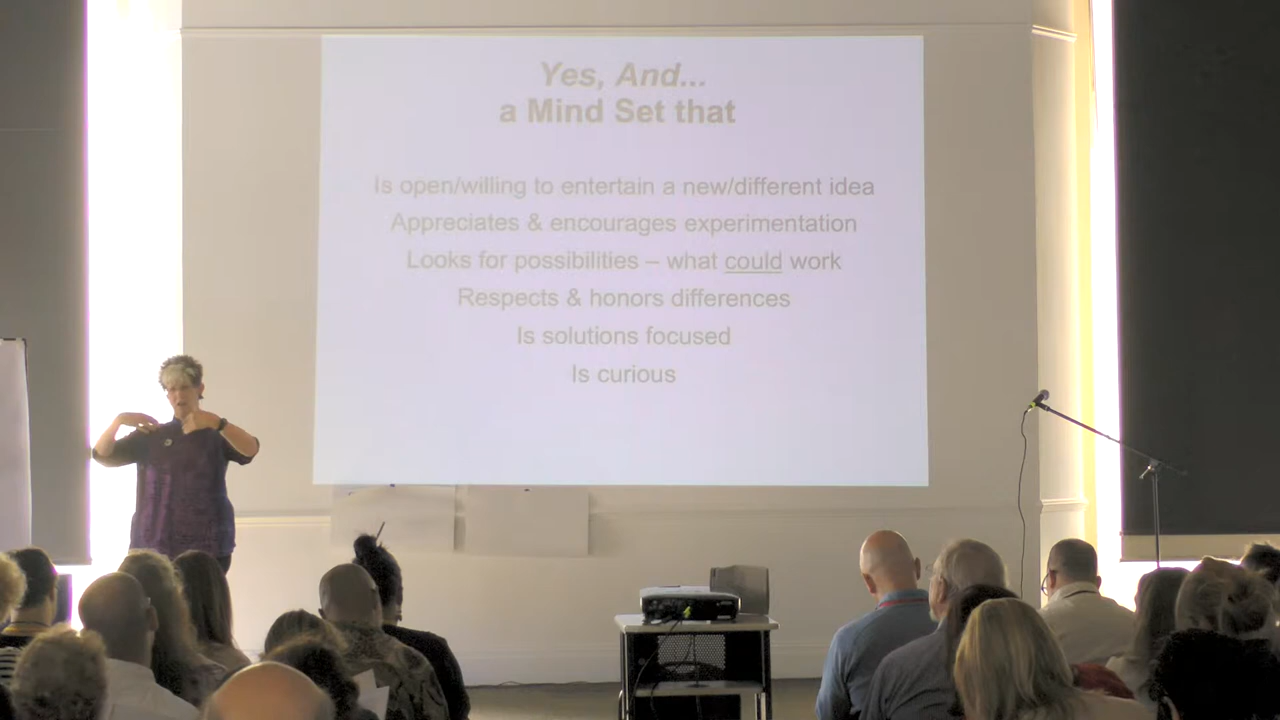 Yes, And...
a Mind Set that
Is open/willing to entertain a new/different idea
Appreciates & encourages experimentation
Looks for possibilities – what could work
Respects & honors differences
Is solutions focused
Is curious